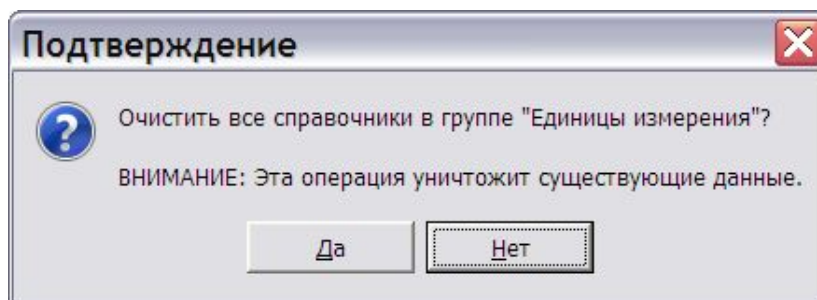 Подтверждение
Очистить все справочники в группе "Единицы измерения"?
ВНИМАНИЕ: Эта операция уничтожит существующие данные.
Да
Нет